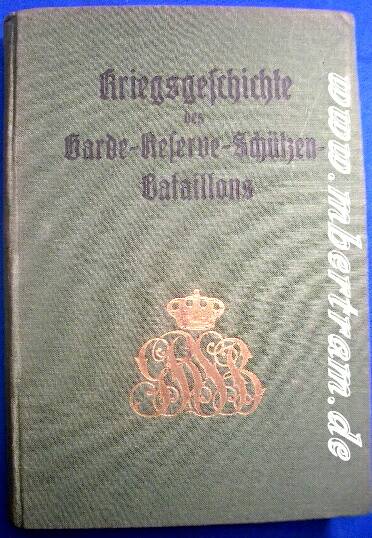 Kriegsgeschichte
des
Garde-Reserve-Schützen-
Bataillons
www.mbertram.de